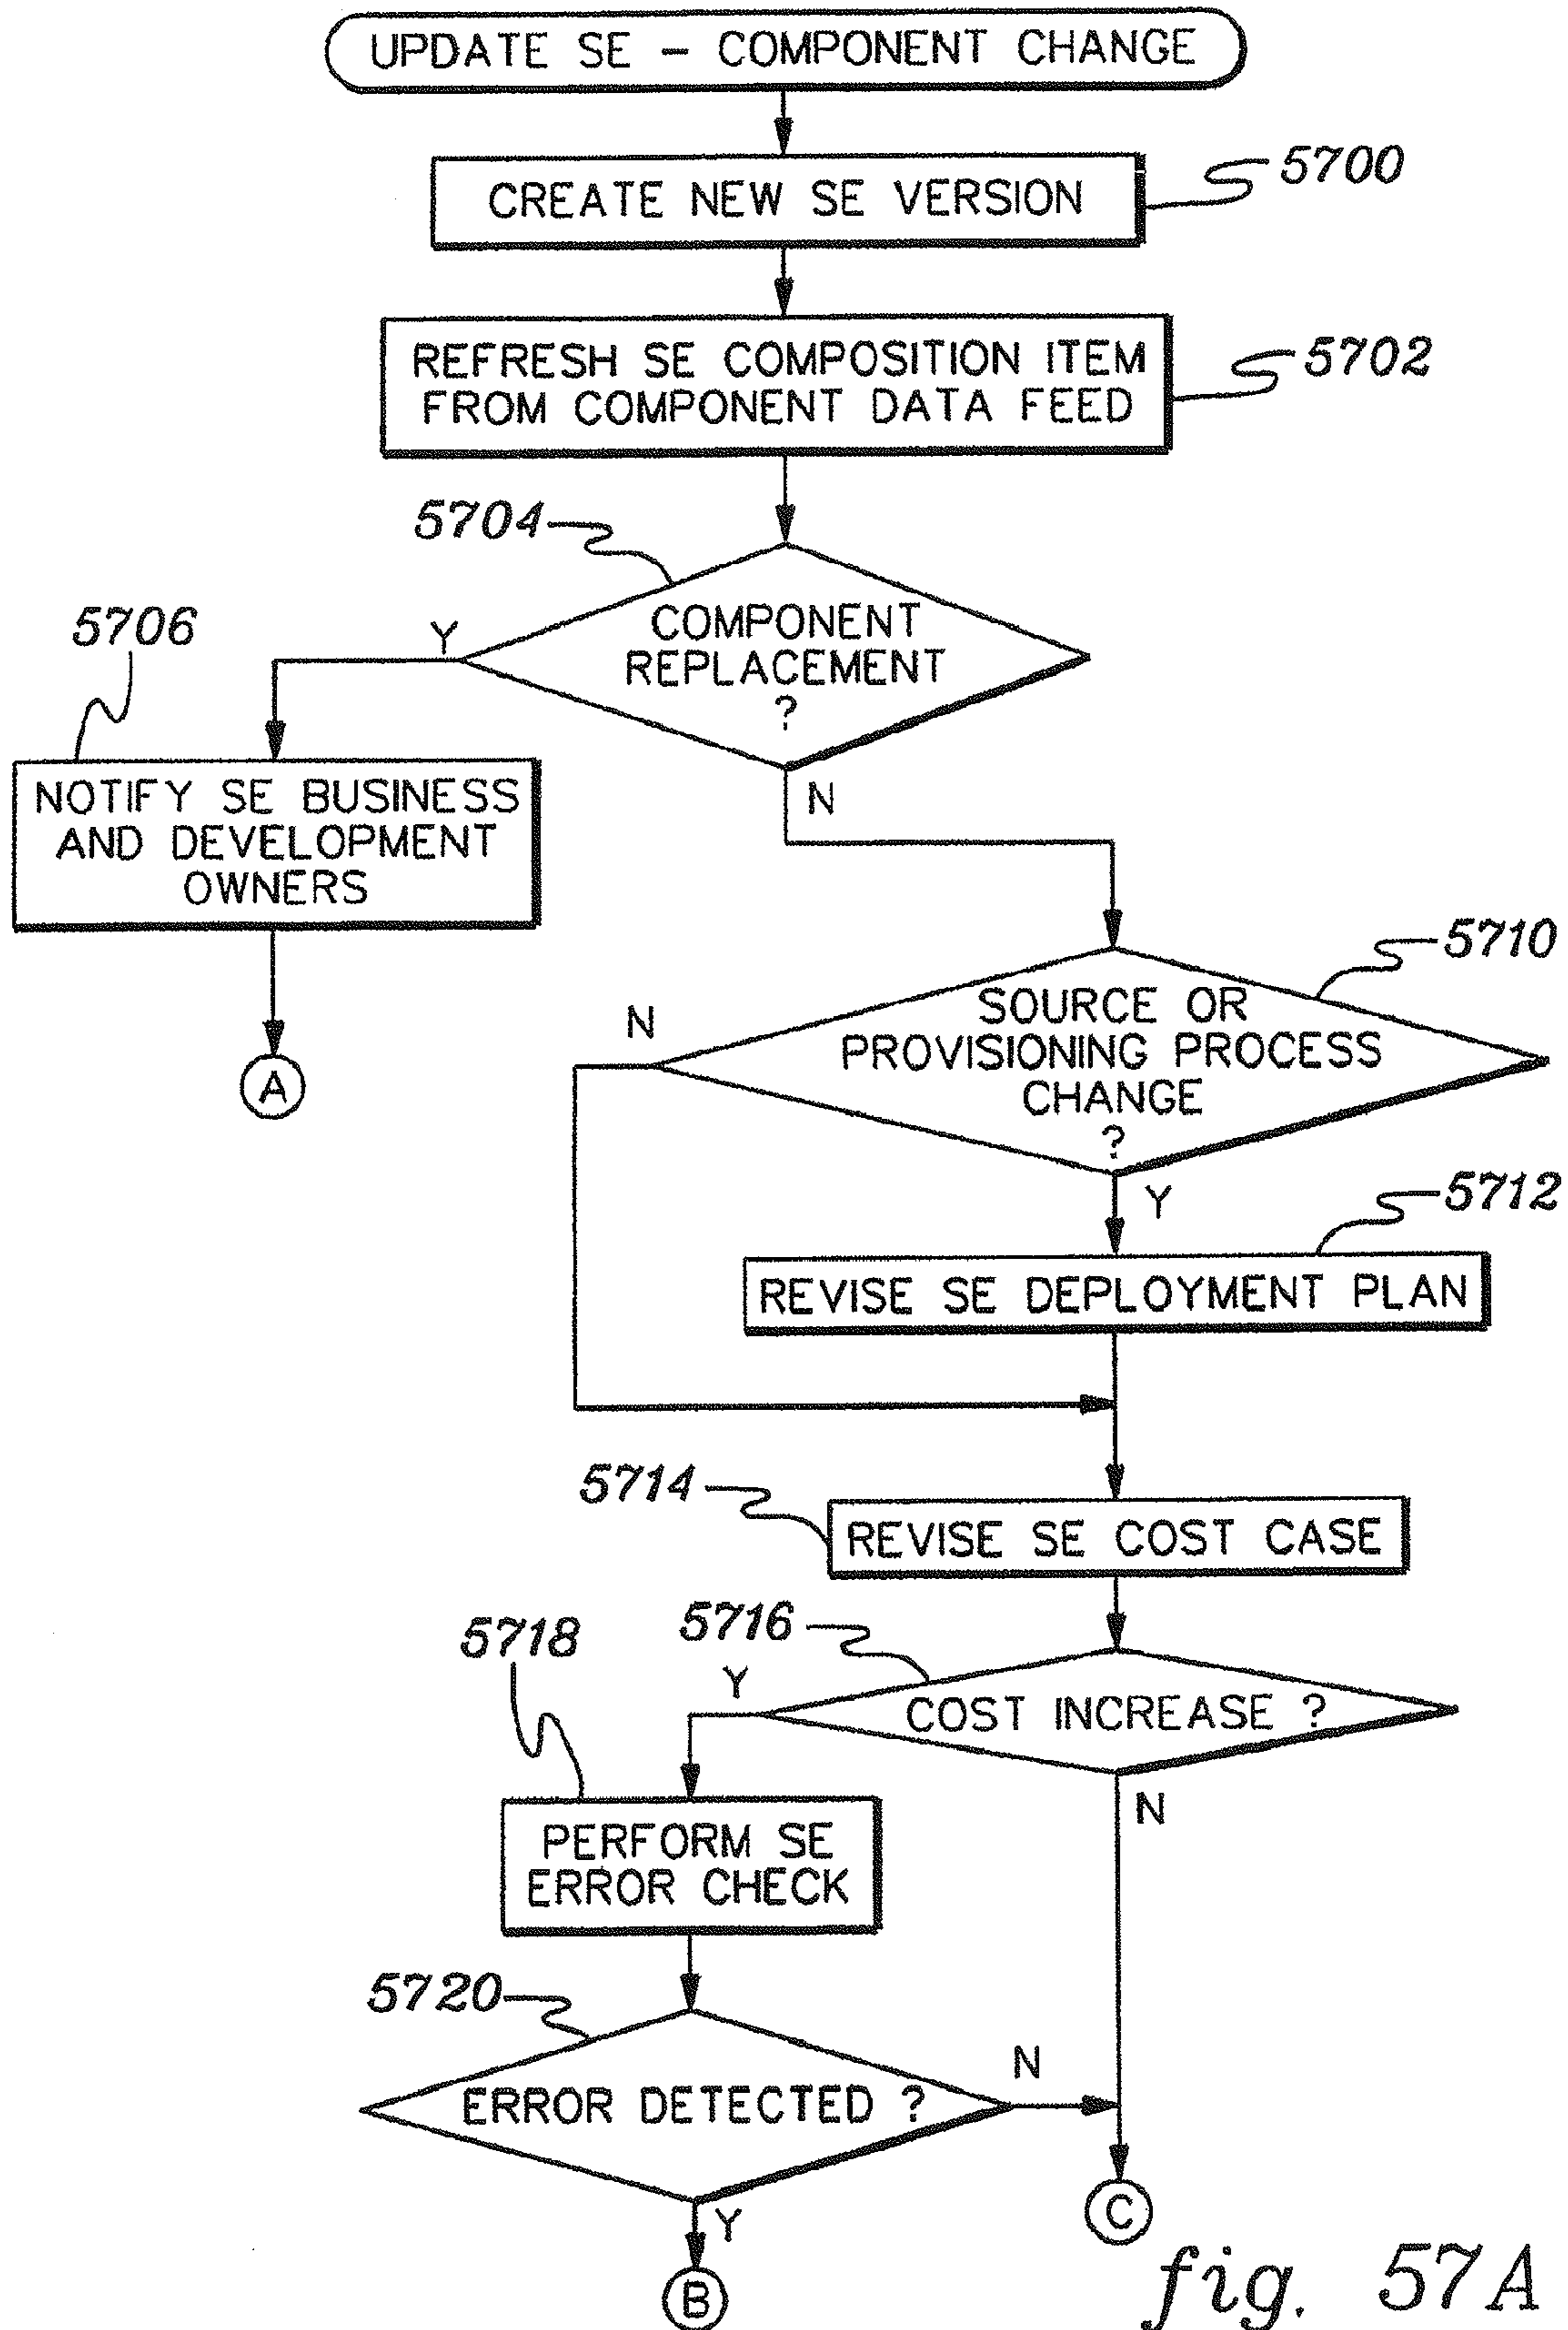 UPDATE SE - COMPONENT CHANGE
5700
CREATE NEW SE VERSION
5702
REFRESH SE COMPOSITION ITEM
FROM COMPONENT DATA FEED
5704
COMPONENT
REPLACEMENT
?
Y
N
5706
NOTIFY SE BUSINESS
AND DEVELOPMENT
OWNERS
A
5710
SOURCE OR
PROVISIONING PROCESS
CHANGE
?
N
Y
5712
REVISE SE DEPLOYMENT PLAN
5714
REVISE SE COST CASE
5716
COST INCREASE ?
Y
N
5718
PERFORM SE
ERROR CHECK
5720
ERROR DETECTED ?
N
Y
C
B
fig. 57A